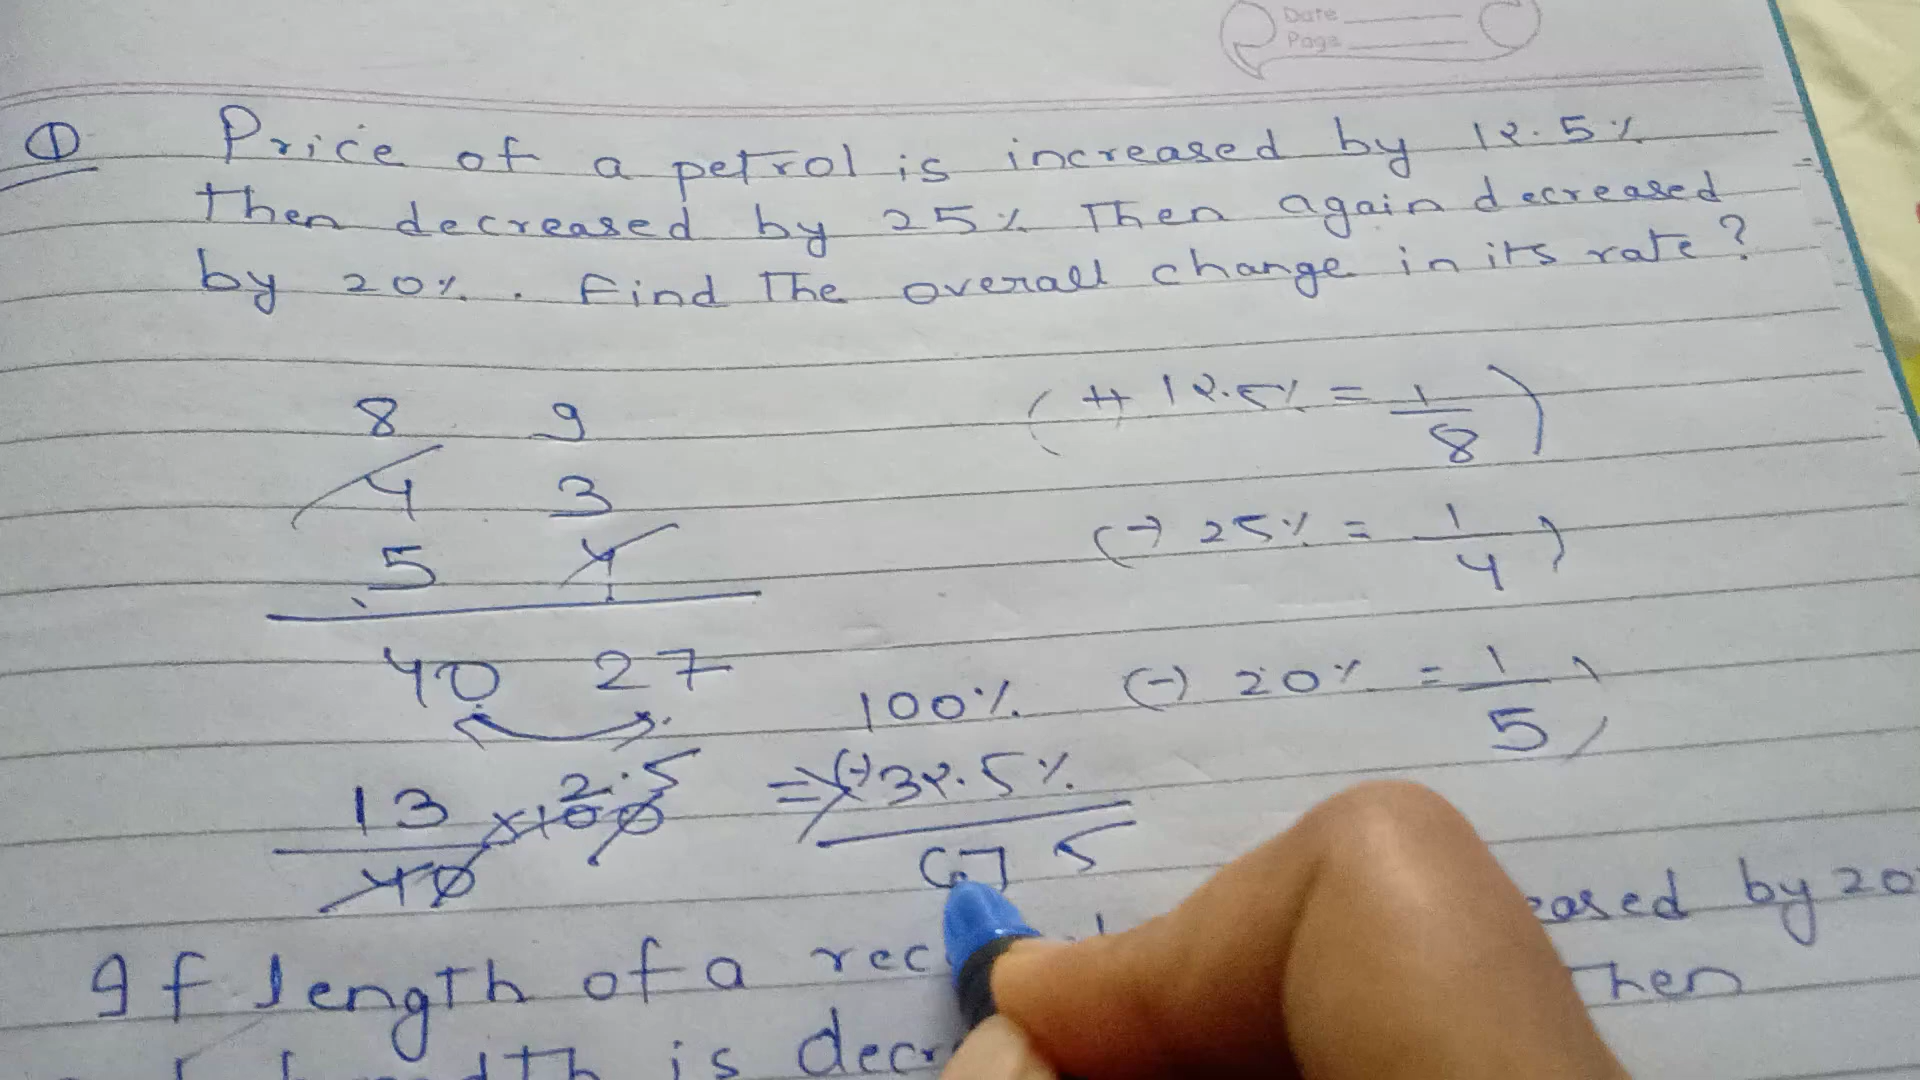 Date
Page
1 Price of a petrol is increased by 12.5%
Then decreased by 25% Then again decreased
by 20%. Find The overall change in its rate?
8 9 (+) 12.5% = 1/8)
4 3 (-) 25% = 1/4)
5 4
1
40 27 100% (-) 20% = 1/5)
13/40 × 100 2.5 = (-) 32.5%
67 5
If length of a by 20
Then
is